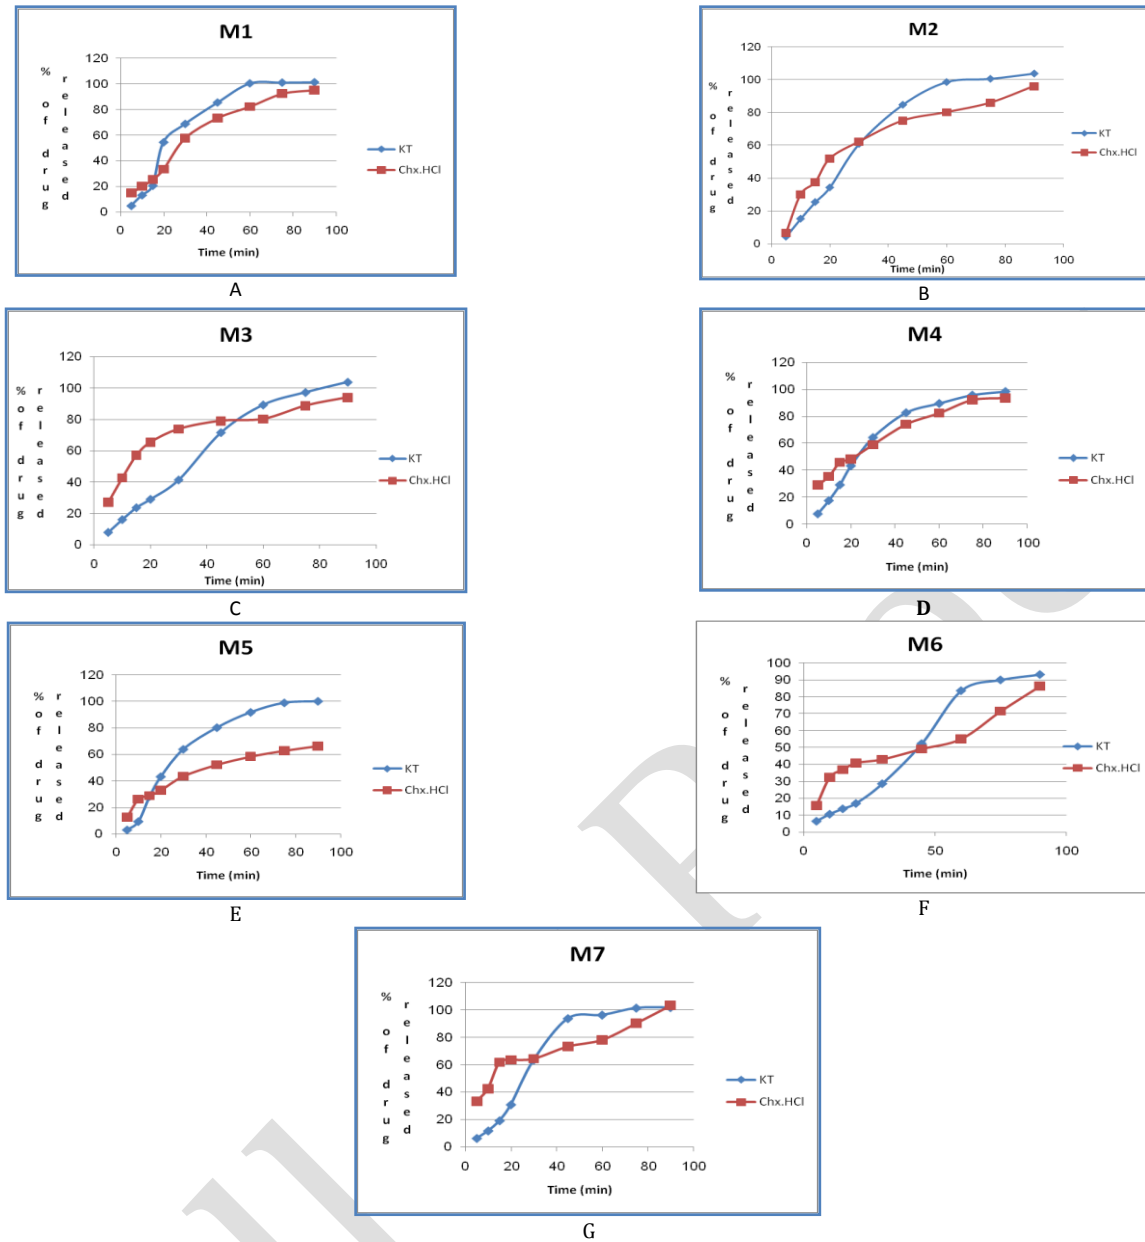 M1
% of drug released
120
100
80
60
40
20
0
0 20 40 60 80 100
Time (min)
KT
Chx.HCl
A
M2
% of drug released
120
100
80
60
40
20
0
0 20 40 60 80 100
Time (min)
KT
Chx.HCl
B
M3
% of drug released
120
100
80
60
40
20
0
0 20 40 60 80 100
Time (min)
KT
Chx.HCl
C
M4
% of drug released
120
100
80
60
40
20
0
0 20 40 60 80 100
Time (min)
KT
Chx.HCl
D
M5
% of drug released
120
100
80
60
40
20
0
0 20 40 60 80 100
Time (min)
KT
Chx.HCl
E
M6
% of drug released
100
90
80
70
60
50
40
30
20
10
0
0 50 100
Time (min)
KT
Chx.HCl
F
M7
% of drug released
120
100
80
60
40
20
0
0 20 40 60 80 100
Time (min)
KT
Chx.HCl
G